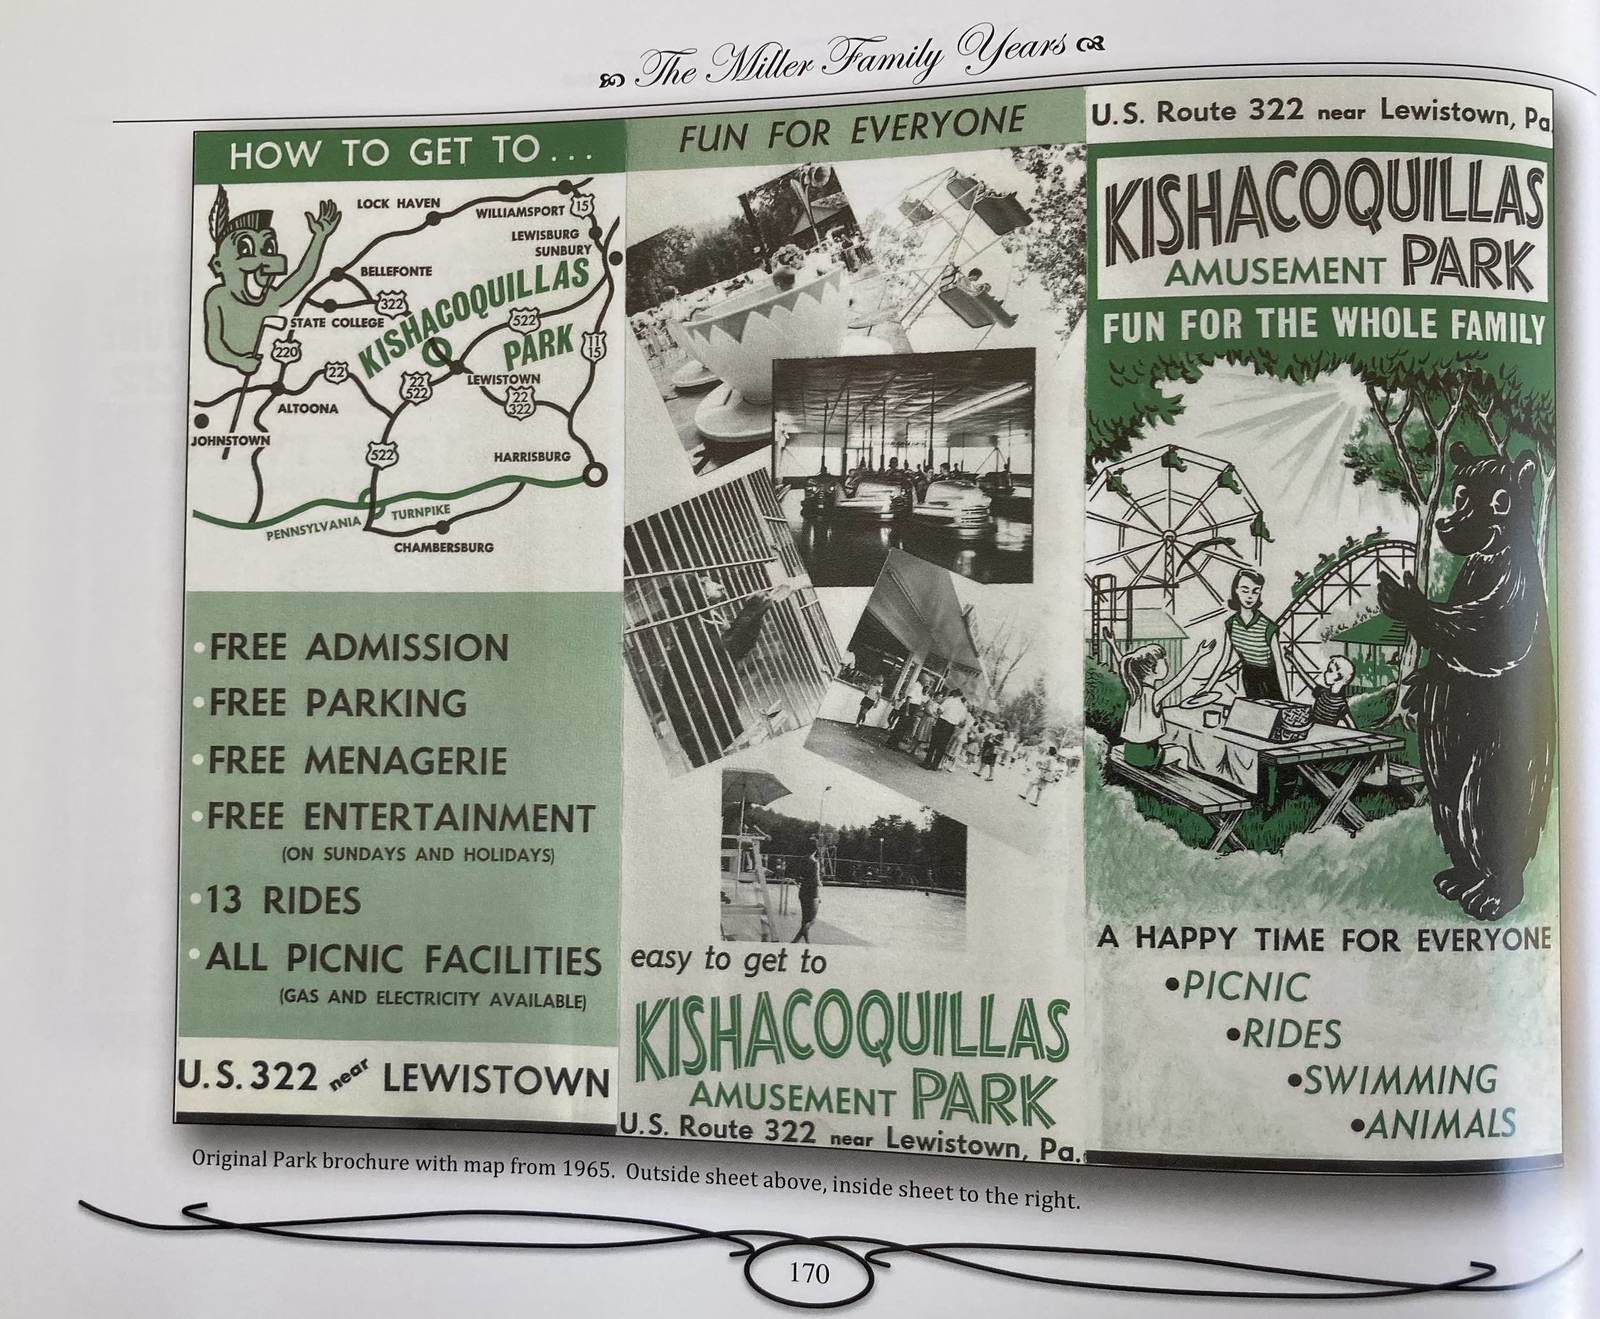 The Miller Family Years
HOW TO GET TO...
LOCK HAVEN
WILLIAMSPORT
15
LEWISBURG
SUNBURY
BELLEFONTE
322
STATE COLLEGE
KISHACOQUILLAS
PARK
522
220
11
15
22
22
522
LEWISTOWN
22
322
ALTOONA
JOHNSTOWN
522
HARRISBURG
PENNSYLVANIA TURNPIKE
CHAMBERSBURG
•FREE ADMISSION
•FREE PARKING
•FREE MENAGERIE
•FREE ENTERTAINMENT
(ON SUNDAYS AND HOLIDAYS)
•13 RIDES
•ALL PICNIC FACILITIES
(GAS AND ELECTRICITY AVAILABLE)
U.S. 322 near LEWISTOWN
FUN FOR EVERYONE
easy to get to
KISHACOQUILLAS
AMUSEMENT PARK
U.S. Route 322 near Lewistown, Pa.
U.S. Route 322 near Lewistown, Pa.
KISHACOQUILLAS
AMUSEMENT PARK
FUN FOR THE WHOLE FAMILY
A HAPPY TIME FOR EVERYONE
•PICNIC
•RIDES
•SWIMMING
•ANIMALS
Original Park brochure with map from 1965. Outside sheet above, inside sheet to the right.
170